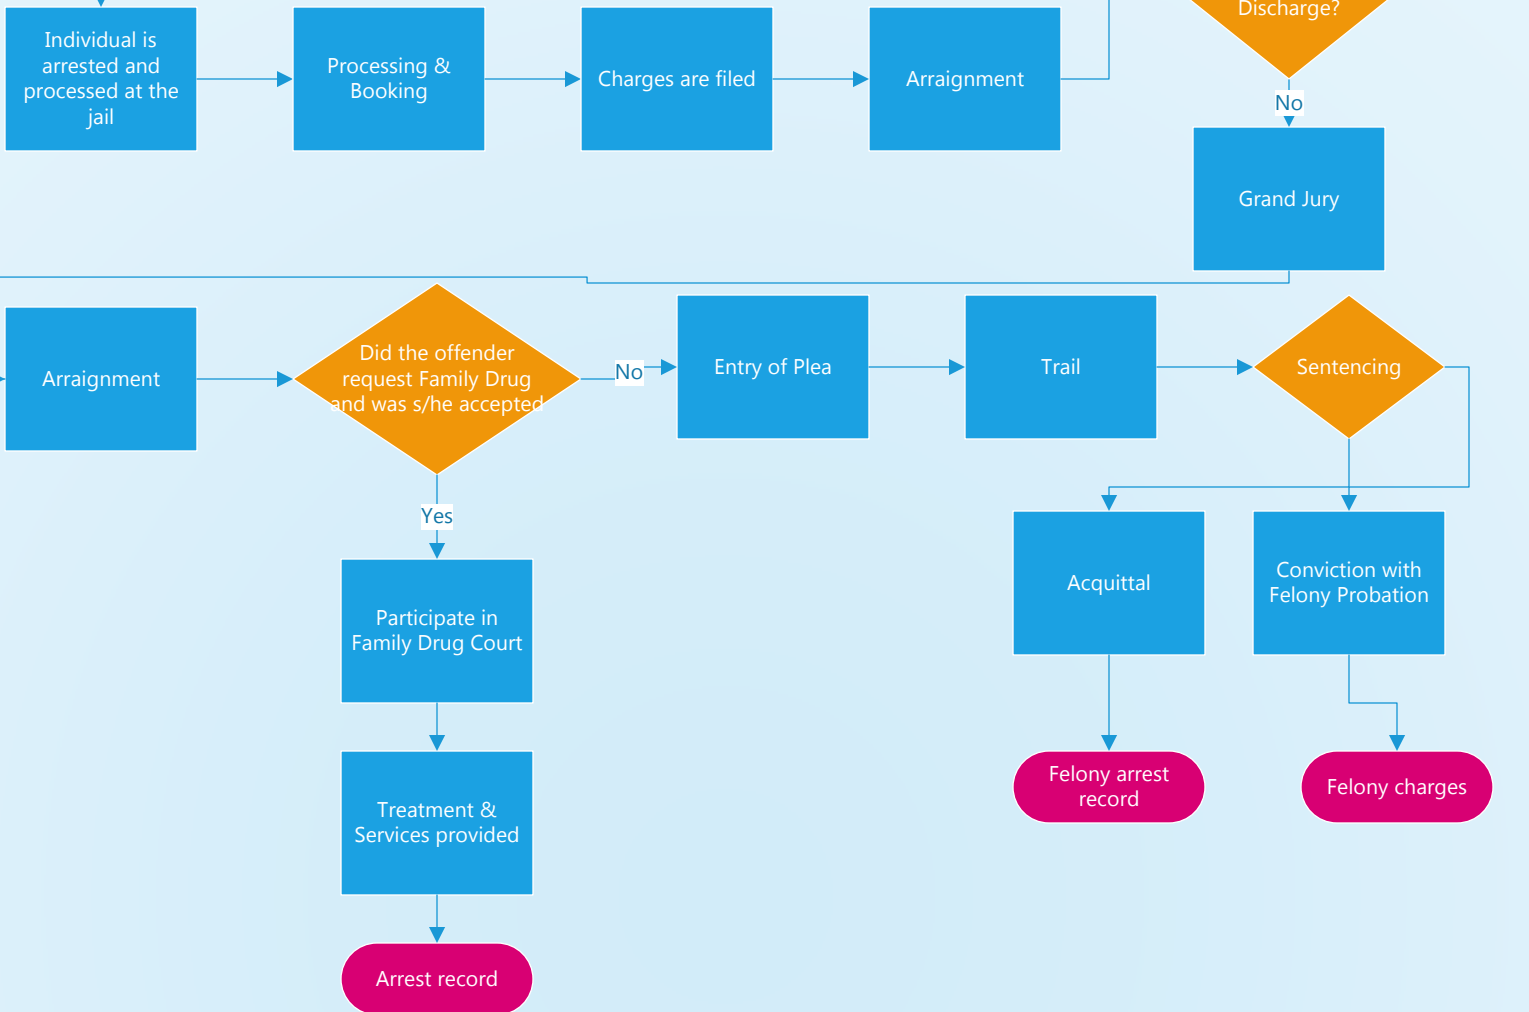 Discharge?
Individual is
arrested and
processed at the
jail
Processing &
Booking
Charges are filed
Arraignment
No
Grand Jury
Arraignment
Did the offender
request Family Drug
and was s/he accepted
No
Entry of Plea
Trail
Sentencing
Yes
Participate in
Family Drug Court
Acquittal
Conviction with
Felony Probation
Treatment &
Services provided
Felony arrest
record
Felony charges
Arrest record